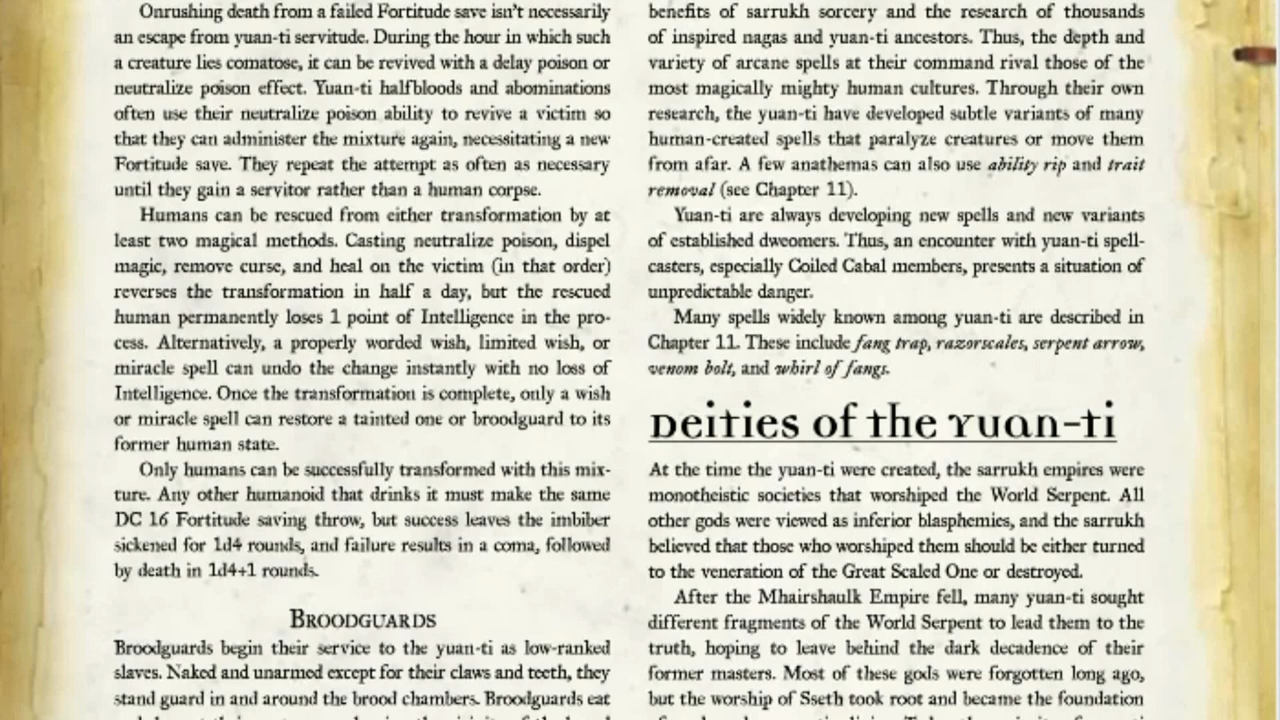 Onrushing death from a failed Fortitude save isn't necessarily
an escape from yuan-ti servitude. During the hour in which such
a creature lies comatose, it can be revived with a delay poison or
neutralize poison effect. Yuan-ti halfbloods and abominations
often use their neutralize poison ability to revive a victim so
that they can administer the mixture again, necessitating a new
Fortitude save. They repeat the attempt as often as necessary
until they gain a servitor rather than a human corpse.
Humans can be rescued from either transformation by at
least two magical methods. Casting neutralize poison, dispel
magic, remove curse, and heal on the victim (in that order)
reverses the transformation in half a day, but the rescued
human permanently loses 1 point of Intelligence in the pro-
cess. Alternatively, a properly worded wish, limited wish, or
miracle spell can undo the change instantly with no loss of
Intelligence. Once the transformation is complete, only a wish
or miracle spell can restore a tainted one or broodguard to its
former human state.
Only humans can be successfully transformed with this mix-
ture. Any other humanoid that drinks it must make the same
DC 16 Fortitude saving throw, but success leaves the imbiber
sickened for 1d4 rounds, and failure results in a coma, followed
by death in 1d4+1 rounds.
BROODGUARDS
Broodguards begin their service to the yuan-ti as low-ranked
slaves. Naked and unarmed except for their claws and teeth, they
stand guard in and around the brood chambers. Broodguards eat
benefits of sarrukh sorcery and the research of thousands
of inspired nagas and yuan-ti ancestors. Thus, the depth and
variety of arcane spells at their command rival those of the
most magically mighty human cultures. Through their own
research, the yuan-ti have developed subtle variants of many
human-created spells that paralyze creatures or move them
from afar. A few anathemas can also use ability rip and trait
removal (see Chapter 11).
Yuan-ti are always developing new spells and new variants
of established dweomers. Thus, an encounter with yuan-ti spell-
casters, especially Coiled Cabal members, presents a situation of
unpredictable danger.
Many spells widely known among yuan-ti are described in
Chapter 11. These include fang trap, razorscales, serpent arrow,
venom bolt, and whirl of fangs.
Deities of the Yuan-ti
At the time the yuan-ti were created, the sarrukh empires were
monotheistic societies that worshiped the World Serpent. All
other gods were viewed as inferior blasphemies, and the sarrukh
believed that those who worshiped them should be either turned
to the veneration of the Great Scaled One or destroyed.
After the Mhairshaulk Empire fell, many yuan-ti sought
different fragments of the World Serpent to lead them to the
truth, hoping to leave behind the dark decadence of their
former masters. Most of these gods were forgotten long ago,
but the worship of Sseth took root and became the foundation